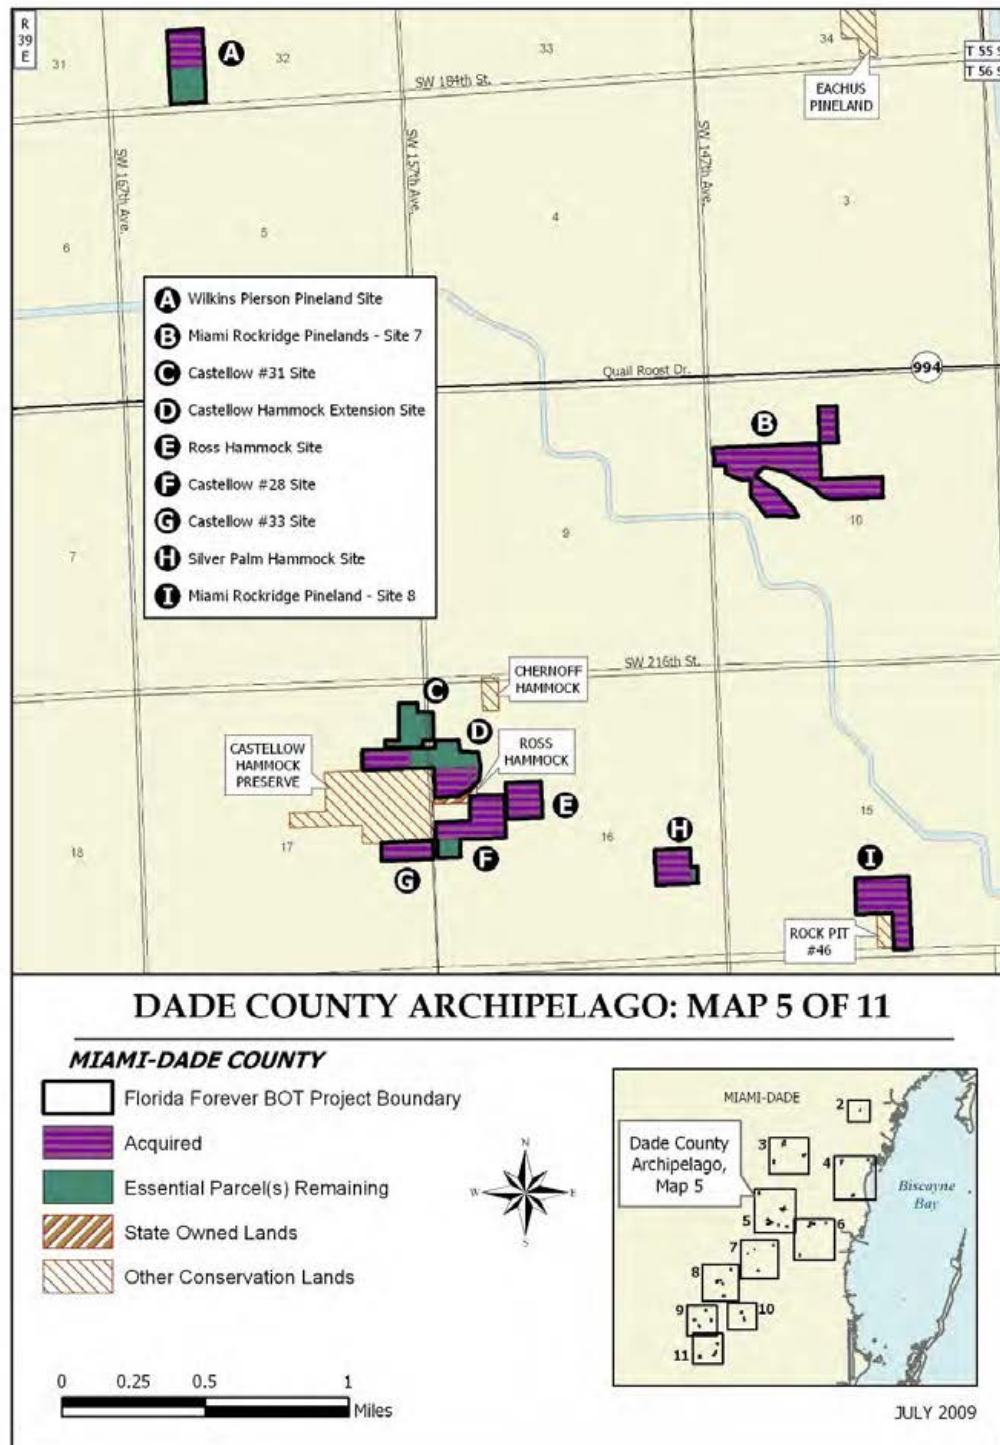 R
39
E
31
A
32
33
34
T 55 S
T 56 S
SW 184th St.
EACHUS
PINELAND
SW 167th Ave.
SW 157th Ave.
SW 147th Ave.
6
5
4
3
A Wilkins Pierson Pineland Site
B Miami Rockridge Pinelands - Site 7
C Castellow #31 Site
D Castellow Hammock Extension Site
E Ross Hammock Site
F Castellow #28 Site
G Castellow #33 Site
H Silver Palm Hammock Site
I Miami Rockridge Pineland - Site 8
Quail Roost Dr.
994
B
7
9
10
SW 216th St.
CHERNOFF
HAMMOCK
C
D
CASTELLOW
HAMMOCK
PRESERVE
ROSS
HAMMOCK
E
18
17
16
15
F
G
H
I
ROCK PIT
#46
DADE COUNTY ARCHIPELAGO: MAP 5 OF 11
MIAMI-DADE COUNTY
Florida Forever BOT Project Boundary
Acquired
Essential Parcel(s) Remaining
State Owned Lands
Other Conservation Lands
N
W
E
S
0 0.25 0.5 1
Miles
MIAMI-DADE
Dade County
Archipelago,
Map 5
Biscayne
Bay
2
3
4
5
6
7
8
9
10
11
JULY 2009